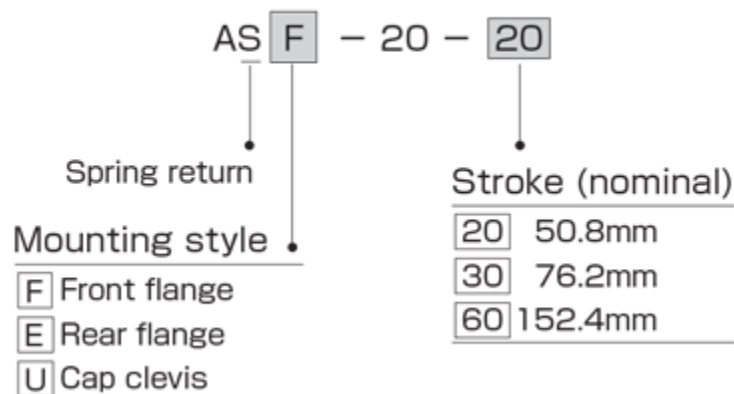 AS F − 20 − 20
Spring return
Mounting style
F Front flange
E Rear flange
U Cap clevis
Stroke (nominal)
20 50.8mm
30 76.2mm
60 152.4mm